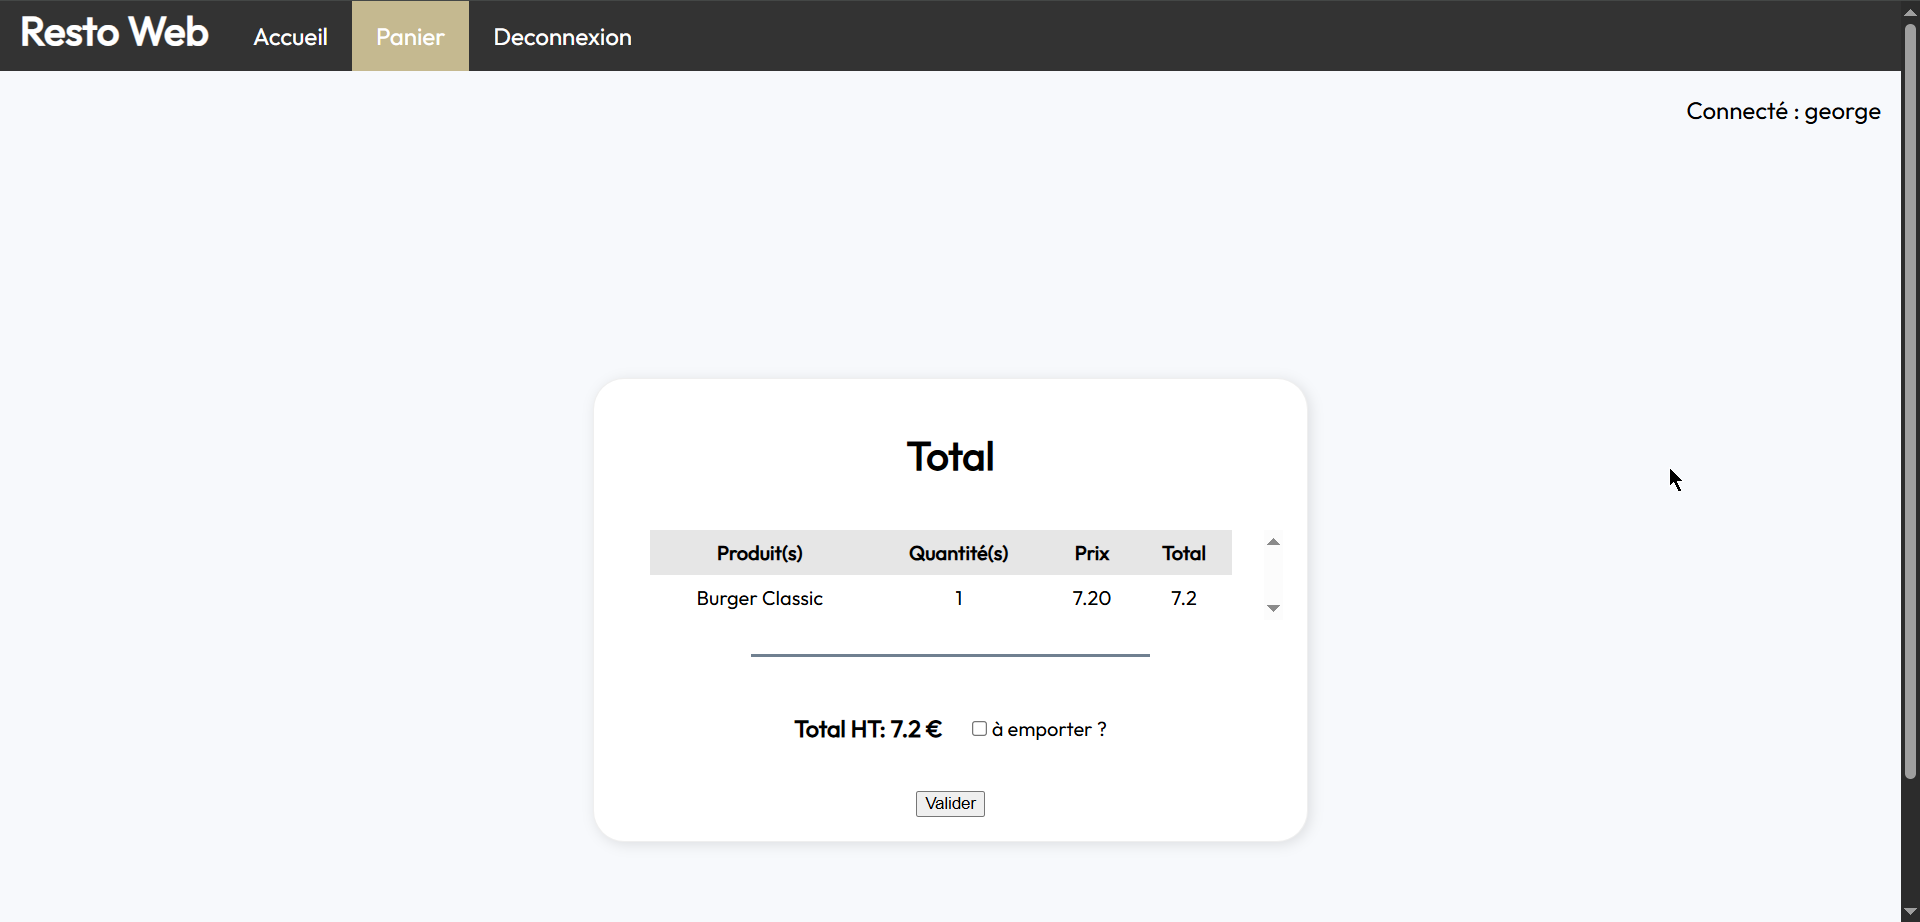 Resto Web Accueil Panier Deconnexion
Connecté : george
Total
Produit(s) Quantité(s) Prix Total
Burger Classic 1 7.20 7.2
Total HT: 7.2 € à emporter ?
Valider